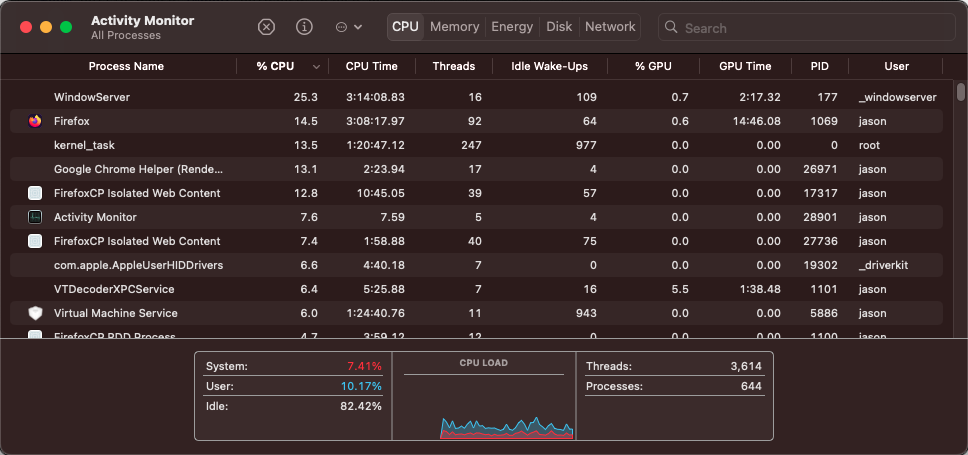 Activity Monitor
All Processes
CPU Memory Energy Disk Network
Search
Process Name % CPU CPU Time Threads Idle Wake-Ups % GPU GPU Time PID User
WindowServer 25.3 3:14:08.83 16 109 0.7 2:17.32 177 _windowserver
Firefox 14.5 3:08:17.97 92 64 0.6 14:46.08 1069 jason
kernel_task 13.5 1:20:47.12 247 977 0.0 0.00 0 root
Google Chrome Helper (Rende... 13.1 2:23.94 17 4 0.0 0.00 26971 jason
FirefoxCP Isolated Web Content 12.8 10:45.05 39 57 0.0 0.00 17317 jason
Activity Monitor 7.6 7.59 5 4 0.0 0.00 28901 jason
FirefoxCP Isolated Web Content 7.4 1:58.88 40 75 0.0 0.00 27736 jason
com.apple.AppleUserHIDDrivers 6.6 4:40.18 7 0 0.0 0.00 19302 _driverkit
VTDecoderXPCService 6.4 5:25.88 7 16 5.5 1:38.48 1101 jason
Virtual Machine Service 6.0 1:24:40.76 11 943 0.0 0.00 5886 jason
FirefoxCP RDD Process 4.7 3:59.12 12 0 0.0 0.00 1100 jason
System: 7.41%
User: 10.17%
Idle: 82.42%
CPU LOAD
Threads: 3,614
Processes: 644